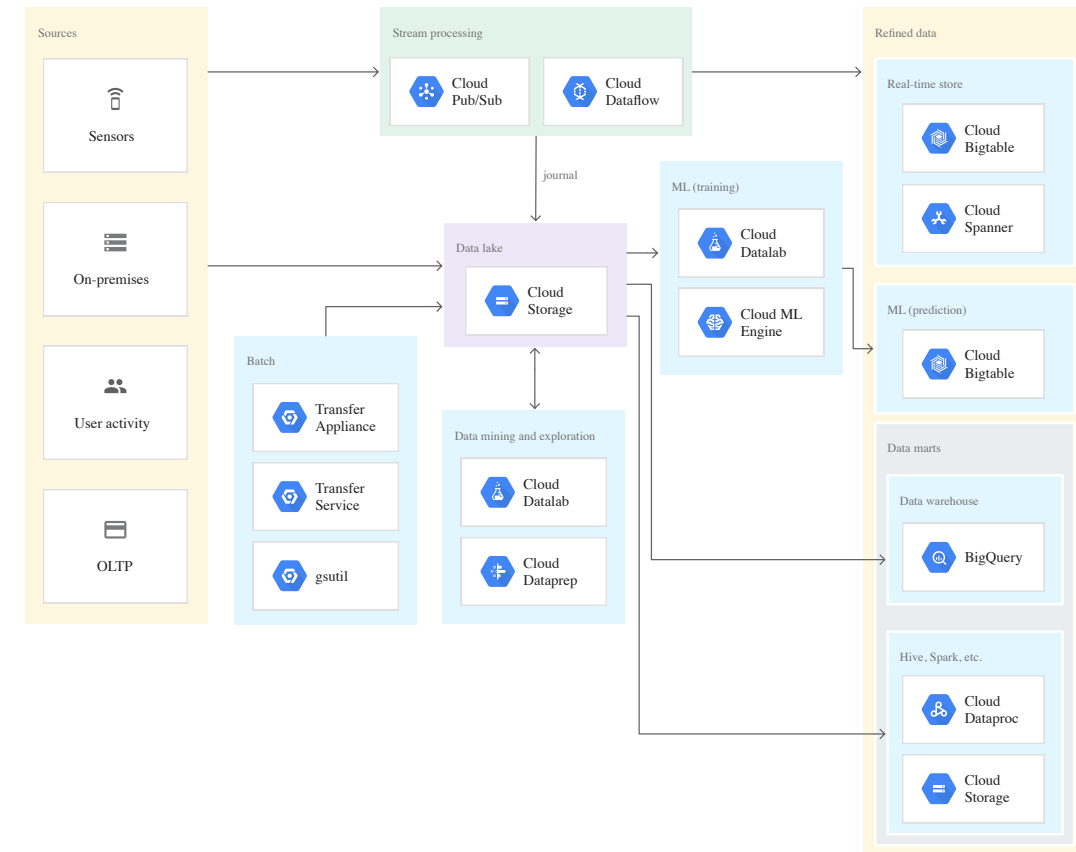 Sources
Sensors
On-premises
User activity
OLTP
Stream processing
Cloud
Pub/Sub
Cloud
Dataflow
journal
Data lake
Cloud
Storage
Batch
Transfer
Appliance
Transfer
Service
gsutil
Data mining and exploration
Cloud
Datalab
Cloud
Dataprep
ML (training)
Cloud
Datalab
Cloud ML
Engine
Refined data
Real-time store
Cloud
Bigtable
Cloud
Spanner
ML (prediction)
Cloud
Bigtable
Data marts
Data warehouse
BigQuery
Hive, Spark, etc.
Cloud
Dataproc
Cloud
Storage